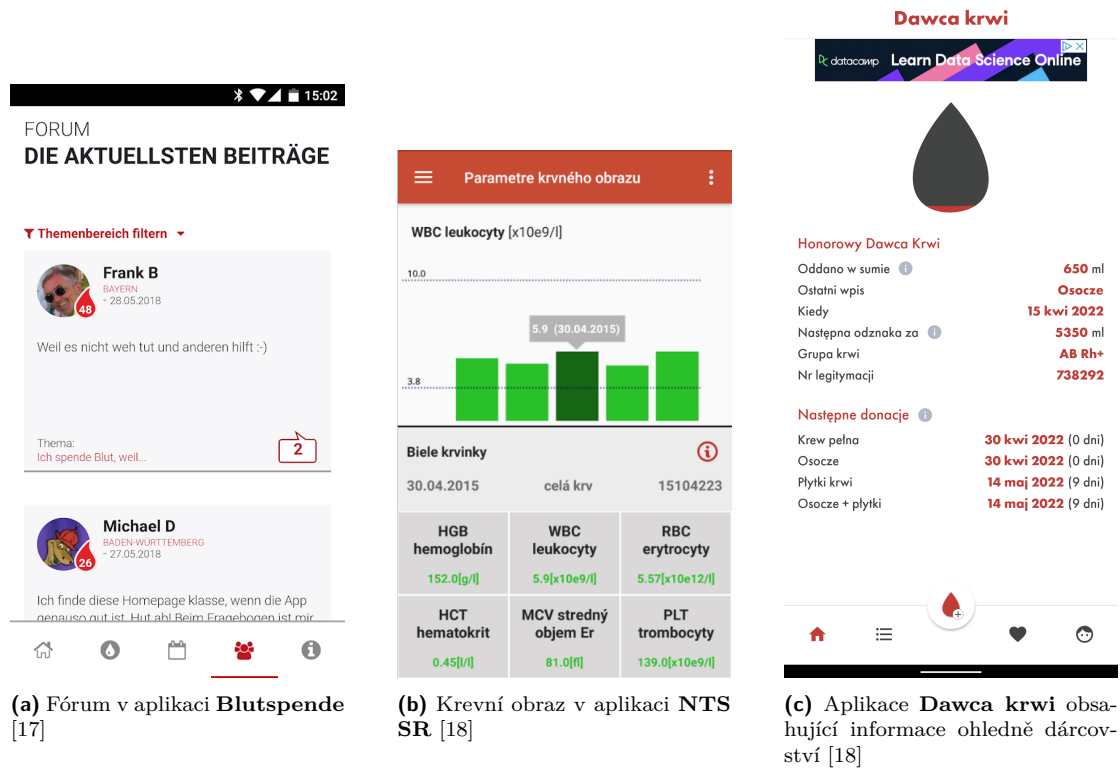 15:02
FORUM
DIE AKTUELLSTEN BEITRÄGE
Themenbereich filtern
Frank B
BAYERN
- 28.05.2018
48
Weil es nicht weh tut und anderen hilft :-)
Thema:
Ich spende Blut, weil...
2
Michael D
BADEN-WÜRTTEMBERG
- 27.05.2018
26
Ich finde diese Homepage klasse, wenn die App
genauso gut ist, Hut ab! Beim Fragebogen ist mir
(a) Fórum v aplikaci Blutspende
[17]
Parametre krvného obrazu
WBC leukocyty [x10e9/l]
10.0
5.9 (30.04.2015)
3.8
Biele krvinky
30.04.2015 celá krv 15104223
HGB WBC RBC
hemoglobín leukocyty erytrocyty
152.0[g/l] 5.9[x10e9/l] 5.57[x10e12/l]
HCT MCV stredný PLT
hematokrit objem Er trombocyty
0.45[l/l] 81.0[fl] 139.0[x10e9/l]
(b) Krevní obraz v aplikaci NTS
SR [18]
Dawca krwi
datacamp Learn Data Science Online
Honorowy Dawca Krwi
Oddano w sumie 650 ml
Ostatni wpis Osocze
Kiedy 15 kwi 2022
Następna odznaka za 5350 ml
Grupa krwi AB Rh+
Nr legitymacji 738292
Następne donacje
Krew pełna 30 kwi 2022 (0 dni)
Osocze 30 kwi 2022 (0 dni)
Płytki krwi 14 maj 2022 (9 dni)
Osocze + płytki 14 maj 2022 (9 dni)
(c) Aplikace Dawca krwi obsa-
hující informace ohledně dárcov-
ství [18]